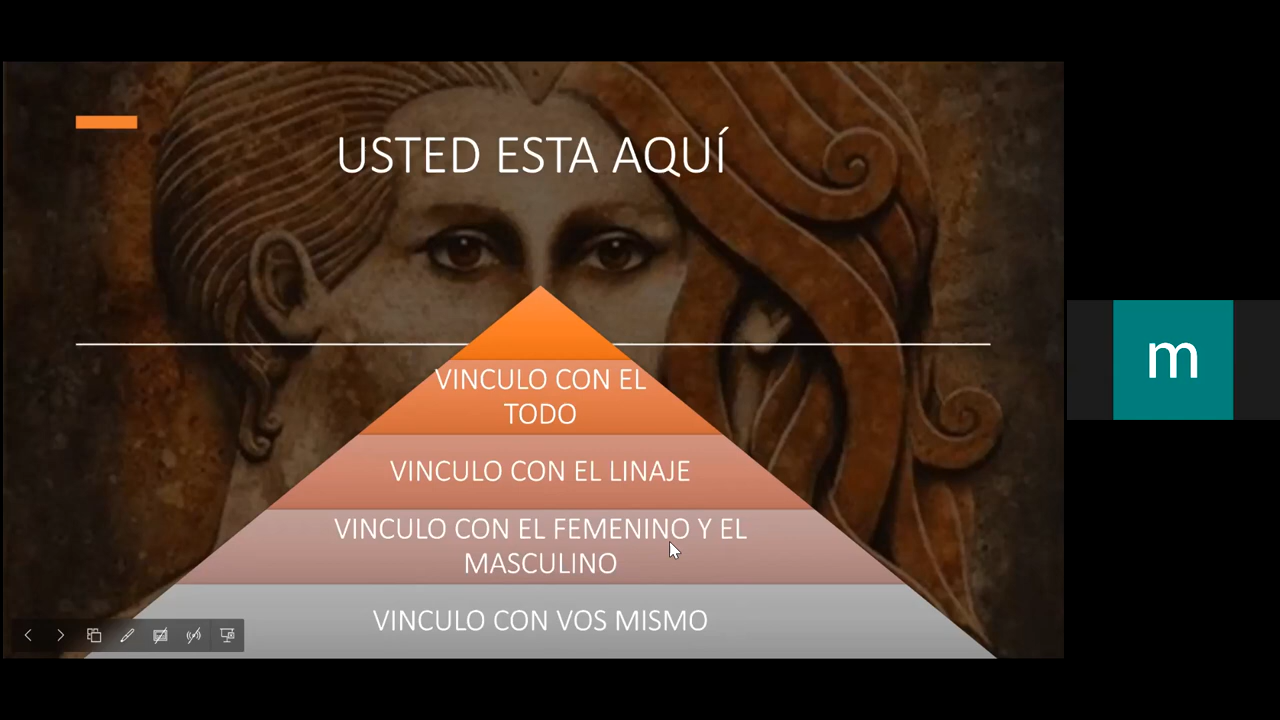 USTED ESTA AQUÍ
VINCULO CON EL
TODO
VINCULO CON EL LINAJE
VINCULO CON EL FEMENINO Y EL
MASCULINO
VINCULO CON VOS MISMO
m